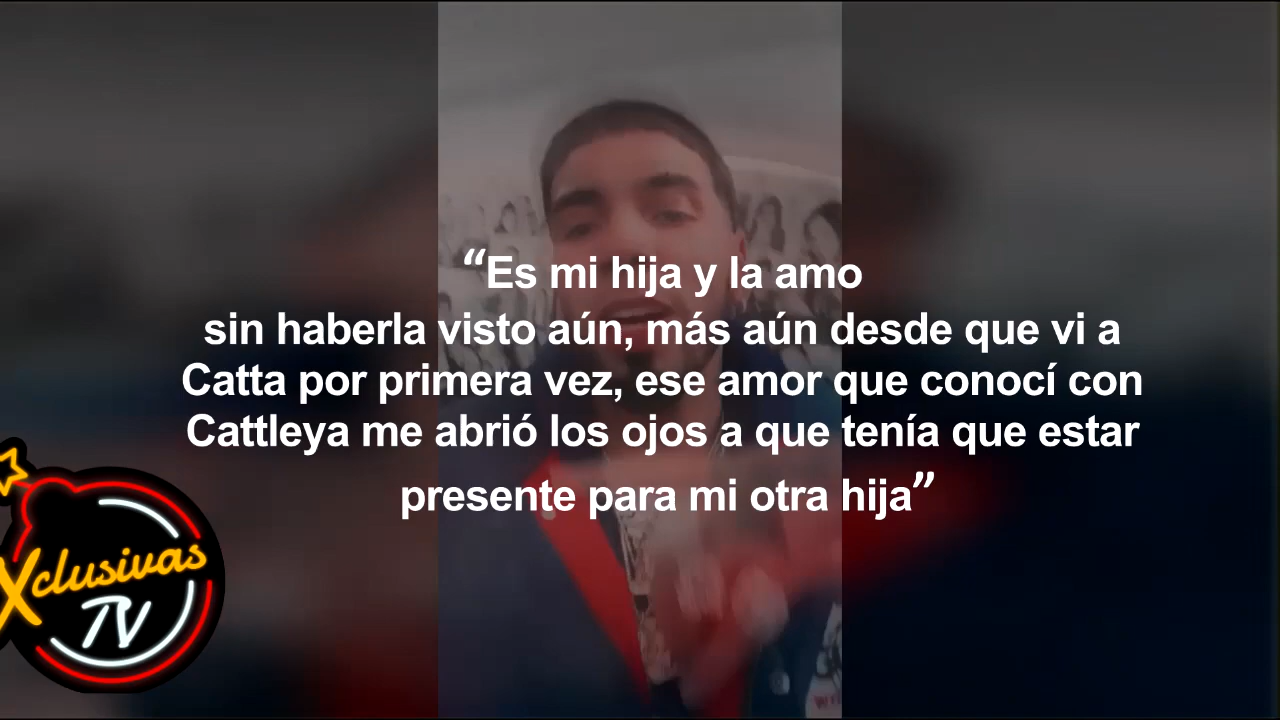 “Es mi hija y la amo
sin haberla visto aún, más aún desde que vi a
Catta por primera vez, ese amor que conocí con
Cattleya me abrió los ojos a que tenía que estar
presente para mi otra hija”
Xclusivas
TV